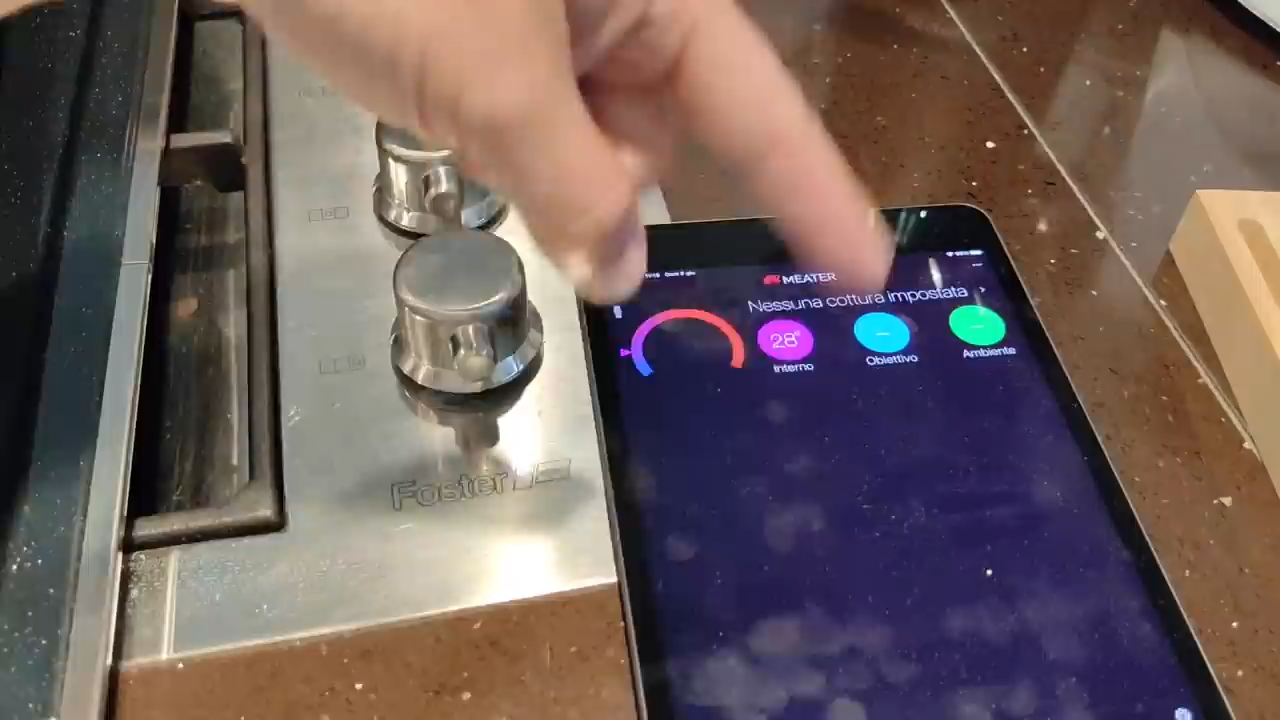 MEATER
Nessuna cottura impostata
28°
Interno
Obiettivo
Ambiente
Foster